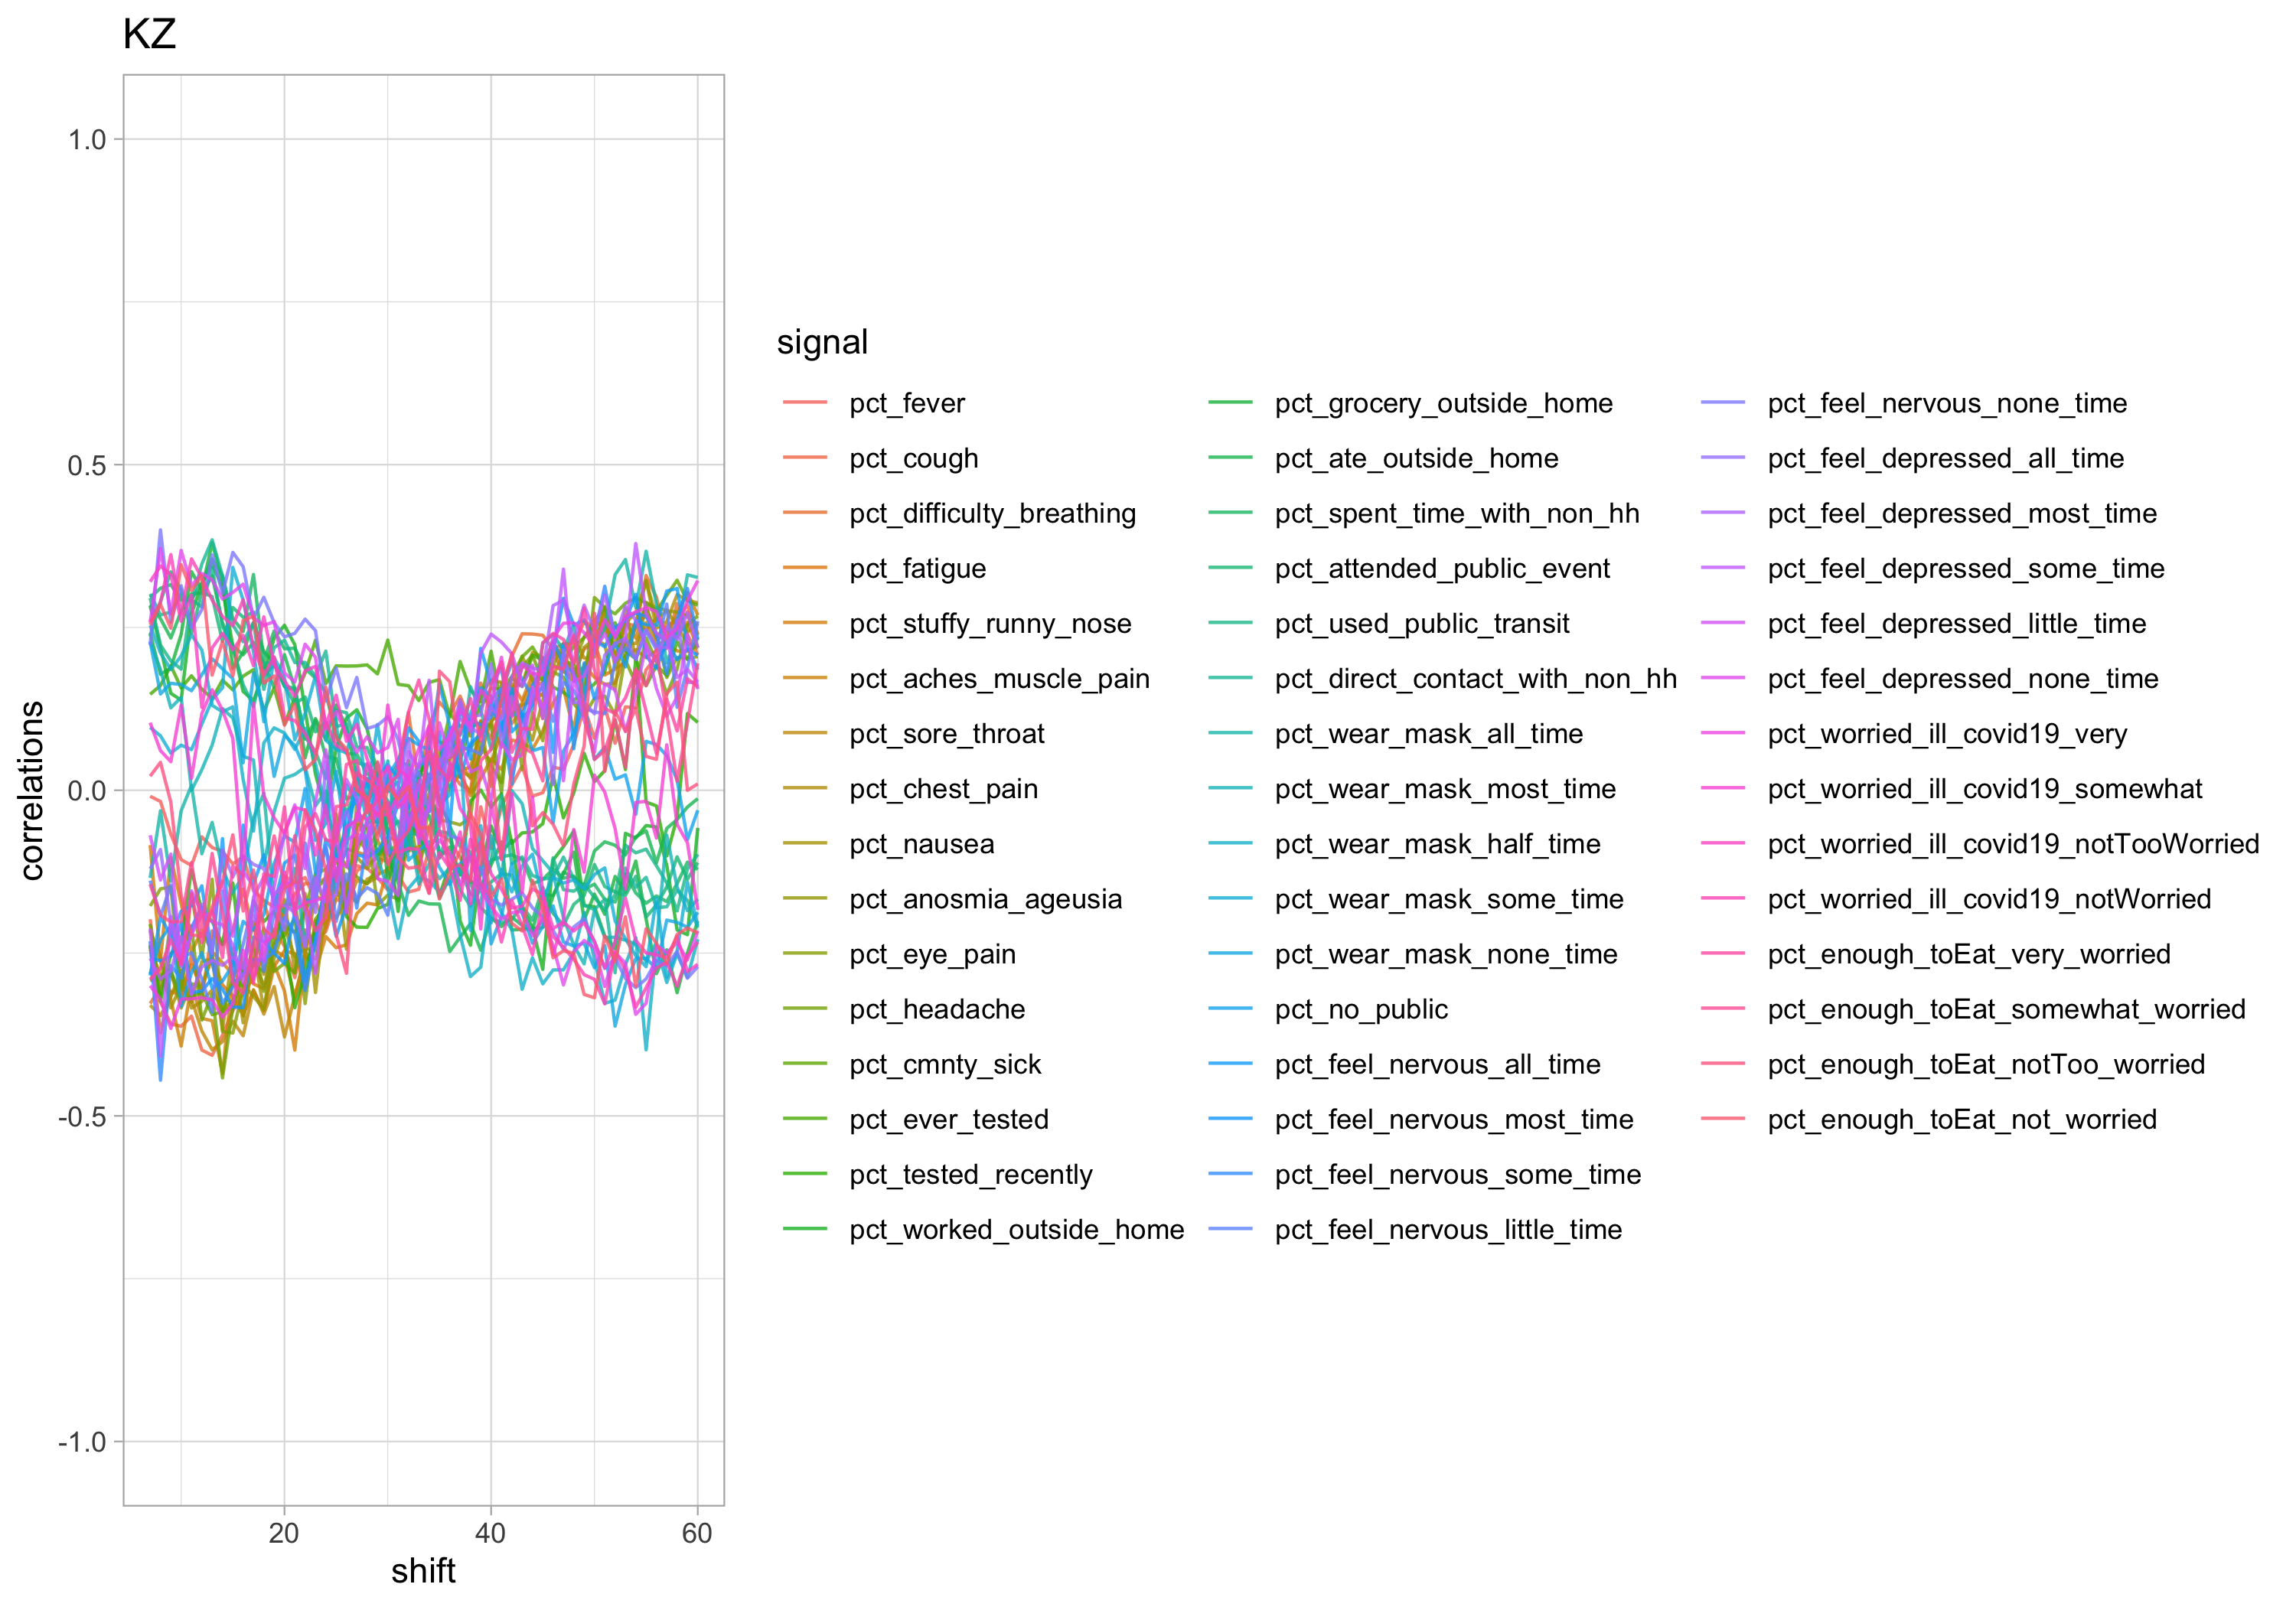 KZ
1.0
0.5
0.0
-0.5
-1.0
correlations
20 40 60
shift
signal
pct_fever
pct_cough
pct_difficulty_breathing
pct_fatigue
pct_stuffy_runny_nose
pct_aches_muscle_pain
pct_sore_throat
pct_chest_pain
pct_nausea
pct_anosmia_ageusia
pct_eye_pain
pct_headache
pct_cmnty_sick
pct_ever_tested
pct_tested_recently
pct_worked_outside_home
pct_grocery_outside_home
pct_ate_outside_home
pct_spent_time_with_non_hh
pct_attended_public_event
pct_used_public_transit
pct_direct_contact_with_non_hh
pct_wear_mask_all_time
pct_wear_mask_most_time
pct_wear_mask_half_time
pct_wear_mask_some_time
pct_wear_mask_none_time
pct_no_public
pct_feel_nervous_all_time
pct_feel_nervous_most_time
pct_feel_nervous_some_time
pct_feel_nervous_little_time
pct_feel_nervous_none_time
pct_feel_depressed_all_time
pct_feel_depressed_most_time
pct_feel_depressed_some_time
pct_feel_depressed_little_time
pct_feel_depressed_none_time
pct_worried_ill_covid19_very
pct_worried_ill_covid19_somewhat
pct_worried_ill_covid19_notTooWorried
pct_worried_ill_covid19_notWorried
pct_enough_toEat_very_worried
pct_enough_toEat_somewhat_worried
pct_enough_toEat_notToo_worried
pct_enough_toEat_not_worried